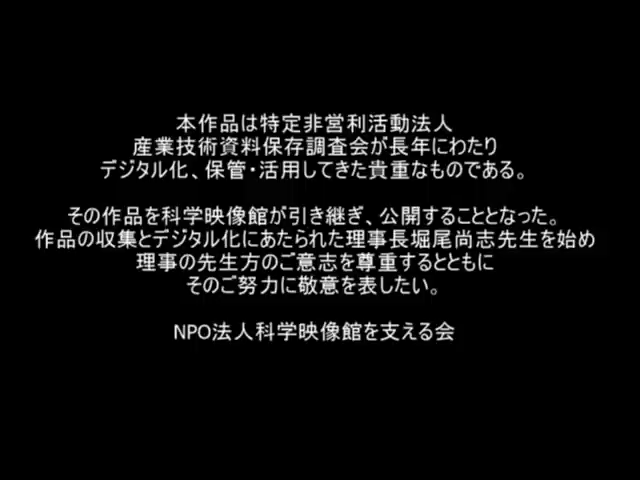 本作品は特定非営利活動法人
産業技術資料保存調査会が長年にわたり
デジタル化、保管・活用してきた貴重なものである。
その作品を科学映像館が引き継ぎ、公開することとなった。
作品の収集とデジタル化にあたられた理事長堀尾尚志先生を始め
理事の先生方のご意志を尊重するとともに
そのご努力に敬意を表したい。
NPO法人科学映像館を支える会